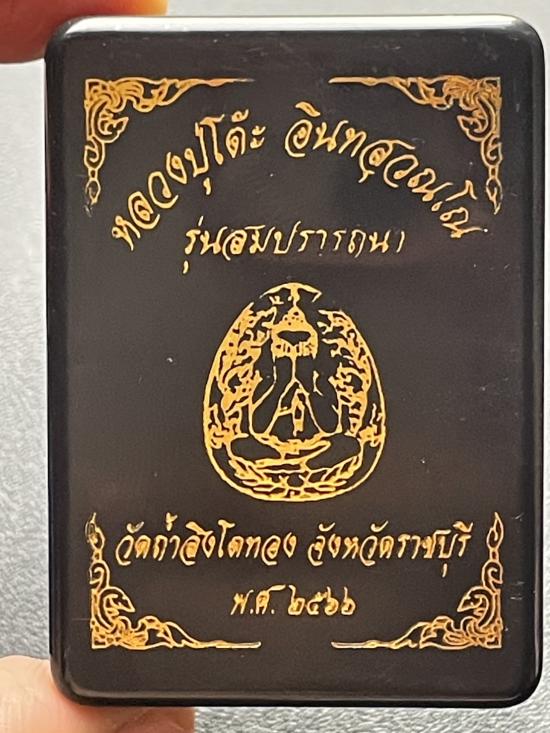 หลวงปู่โต๊ะ อินทสุวณฺโณ
รุ่นสมปรารถนา
วัดถ้ำสิงโตทอง จังหวัดราชบุรี
พ.ศ. ๒๕๖๖